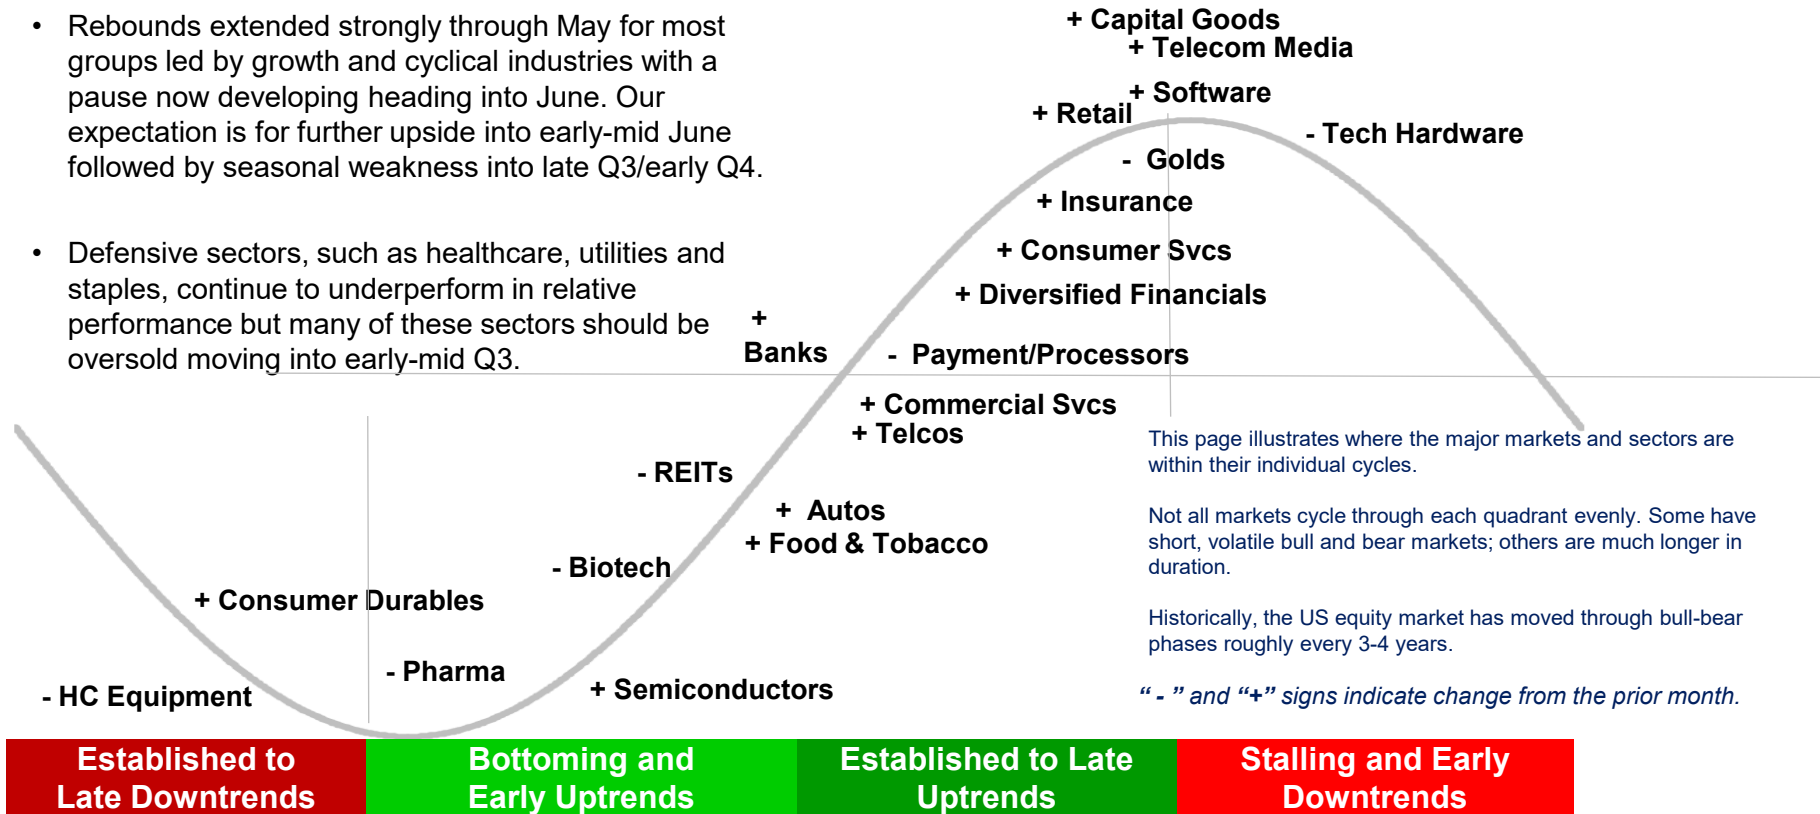 • Rebounds extended strongly through May for most
groups led by growth and cyclical industries with a
pause now developing heading into June. Our
expectation is for further upside into early-mid June
followed by seasonal weakness into late Q3/early Q4.
• Defensive sectors, such as healthcare, utilities and
staples, continue to underperform in relative
performance but many of these sectors should be
oversold moving into early-mid Q3.
+ Capital Goods
+ Telecom Media
+ Software
+ Retail
- Tech Hardware
- Golds
+ Insurance
+ Consumer Svcs
+ Diversified Financials
+
Banks
- Payment/Processors
+ Commercial Svcs
+ Telcos
- REITs
+ Autos
+ Food & Tobacco
- Biotech
+ Consumer Durables
- Pharma
- HC Equipment
+ Semiconductors
This page illustrates where the major markets and sectors are
within their individual cycles.
Not all markets cycle through each quadrant evenly. Some have
short, volatile bull and bear markets; others are much longer in
duration.
Historically, the US equity market has moved through bull-bear
phases roughly every 3-4 years.
“ - ” and “+” signs indicate change from the prior month.
Established to
Late Downtrends
Bottoming and
Early Uptrends
Established to Late
Uptrends
Stalling and Early
Downtrends